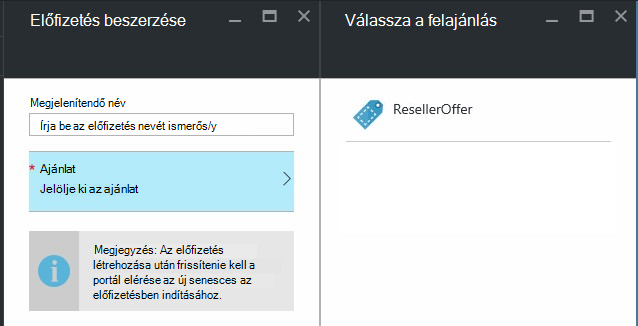 Előfizetés beszerzése
Válassza a felajánlás
Megjelenítendő név
Írja be az előfizetés nevét ismerős/y
* Ajánlat
Jelölje ki az ajánlat
Megjegyzés: Az előfizetés
létrehozása után frissítenie kell a
portál elérése az új senesces az
előfizetésben indításához.
ResellerOffer